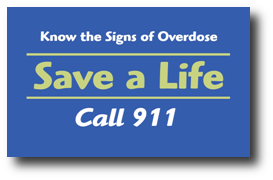 Know the Signs of Overdose
Save a Life
Call 911